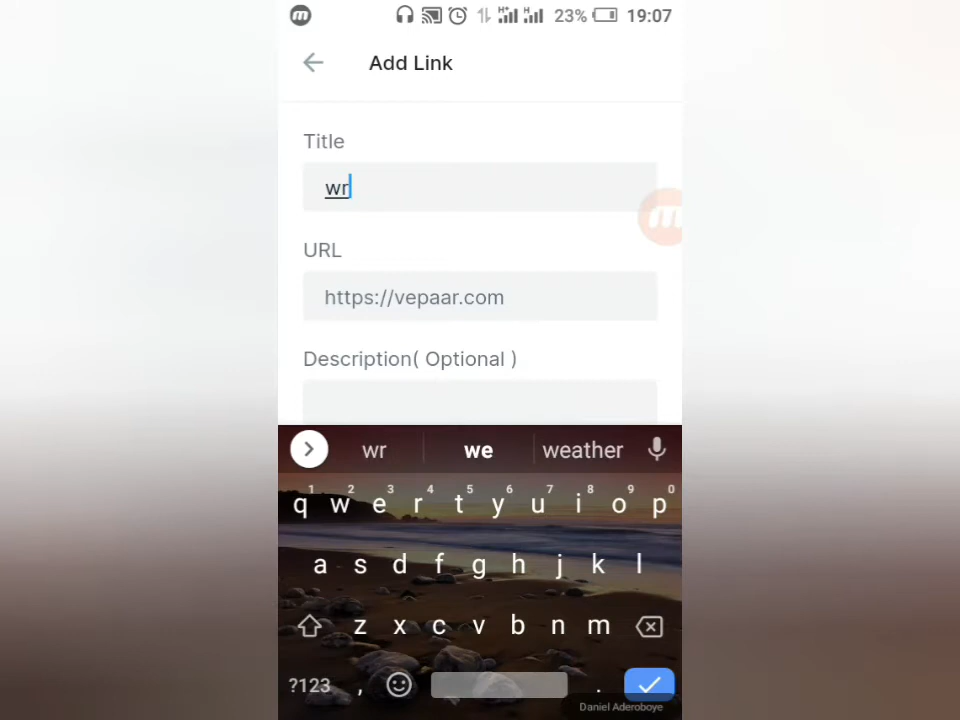 23% 19:07
Add Link
Title
wr
URL
https://vepaar.com
Description( Optional )
wr we weather
1 2 3 4 5 6 7 8 9 0
q w e r t y u i o p
a s d f g h j k l
z x c v b n m
?123 , .
Daniel Aderoboye